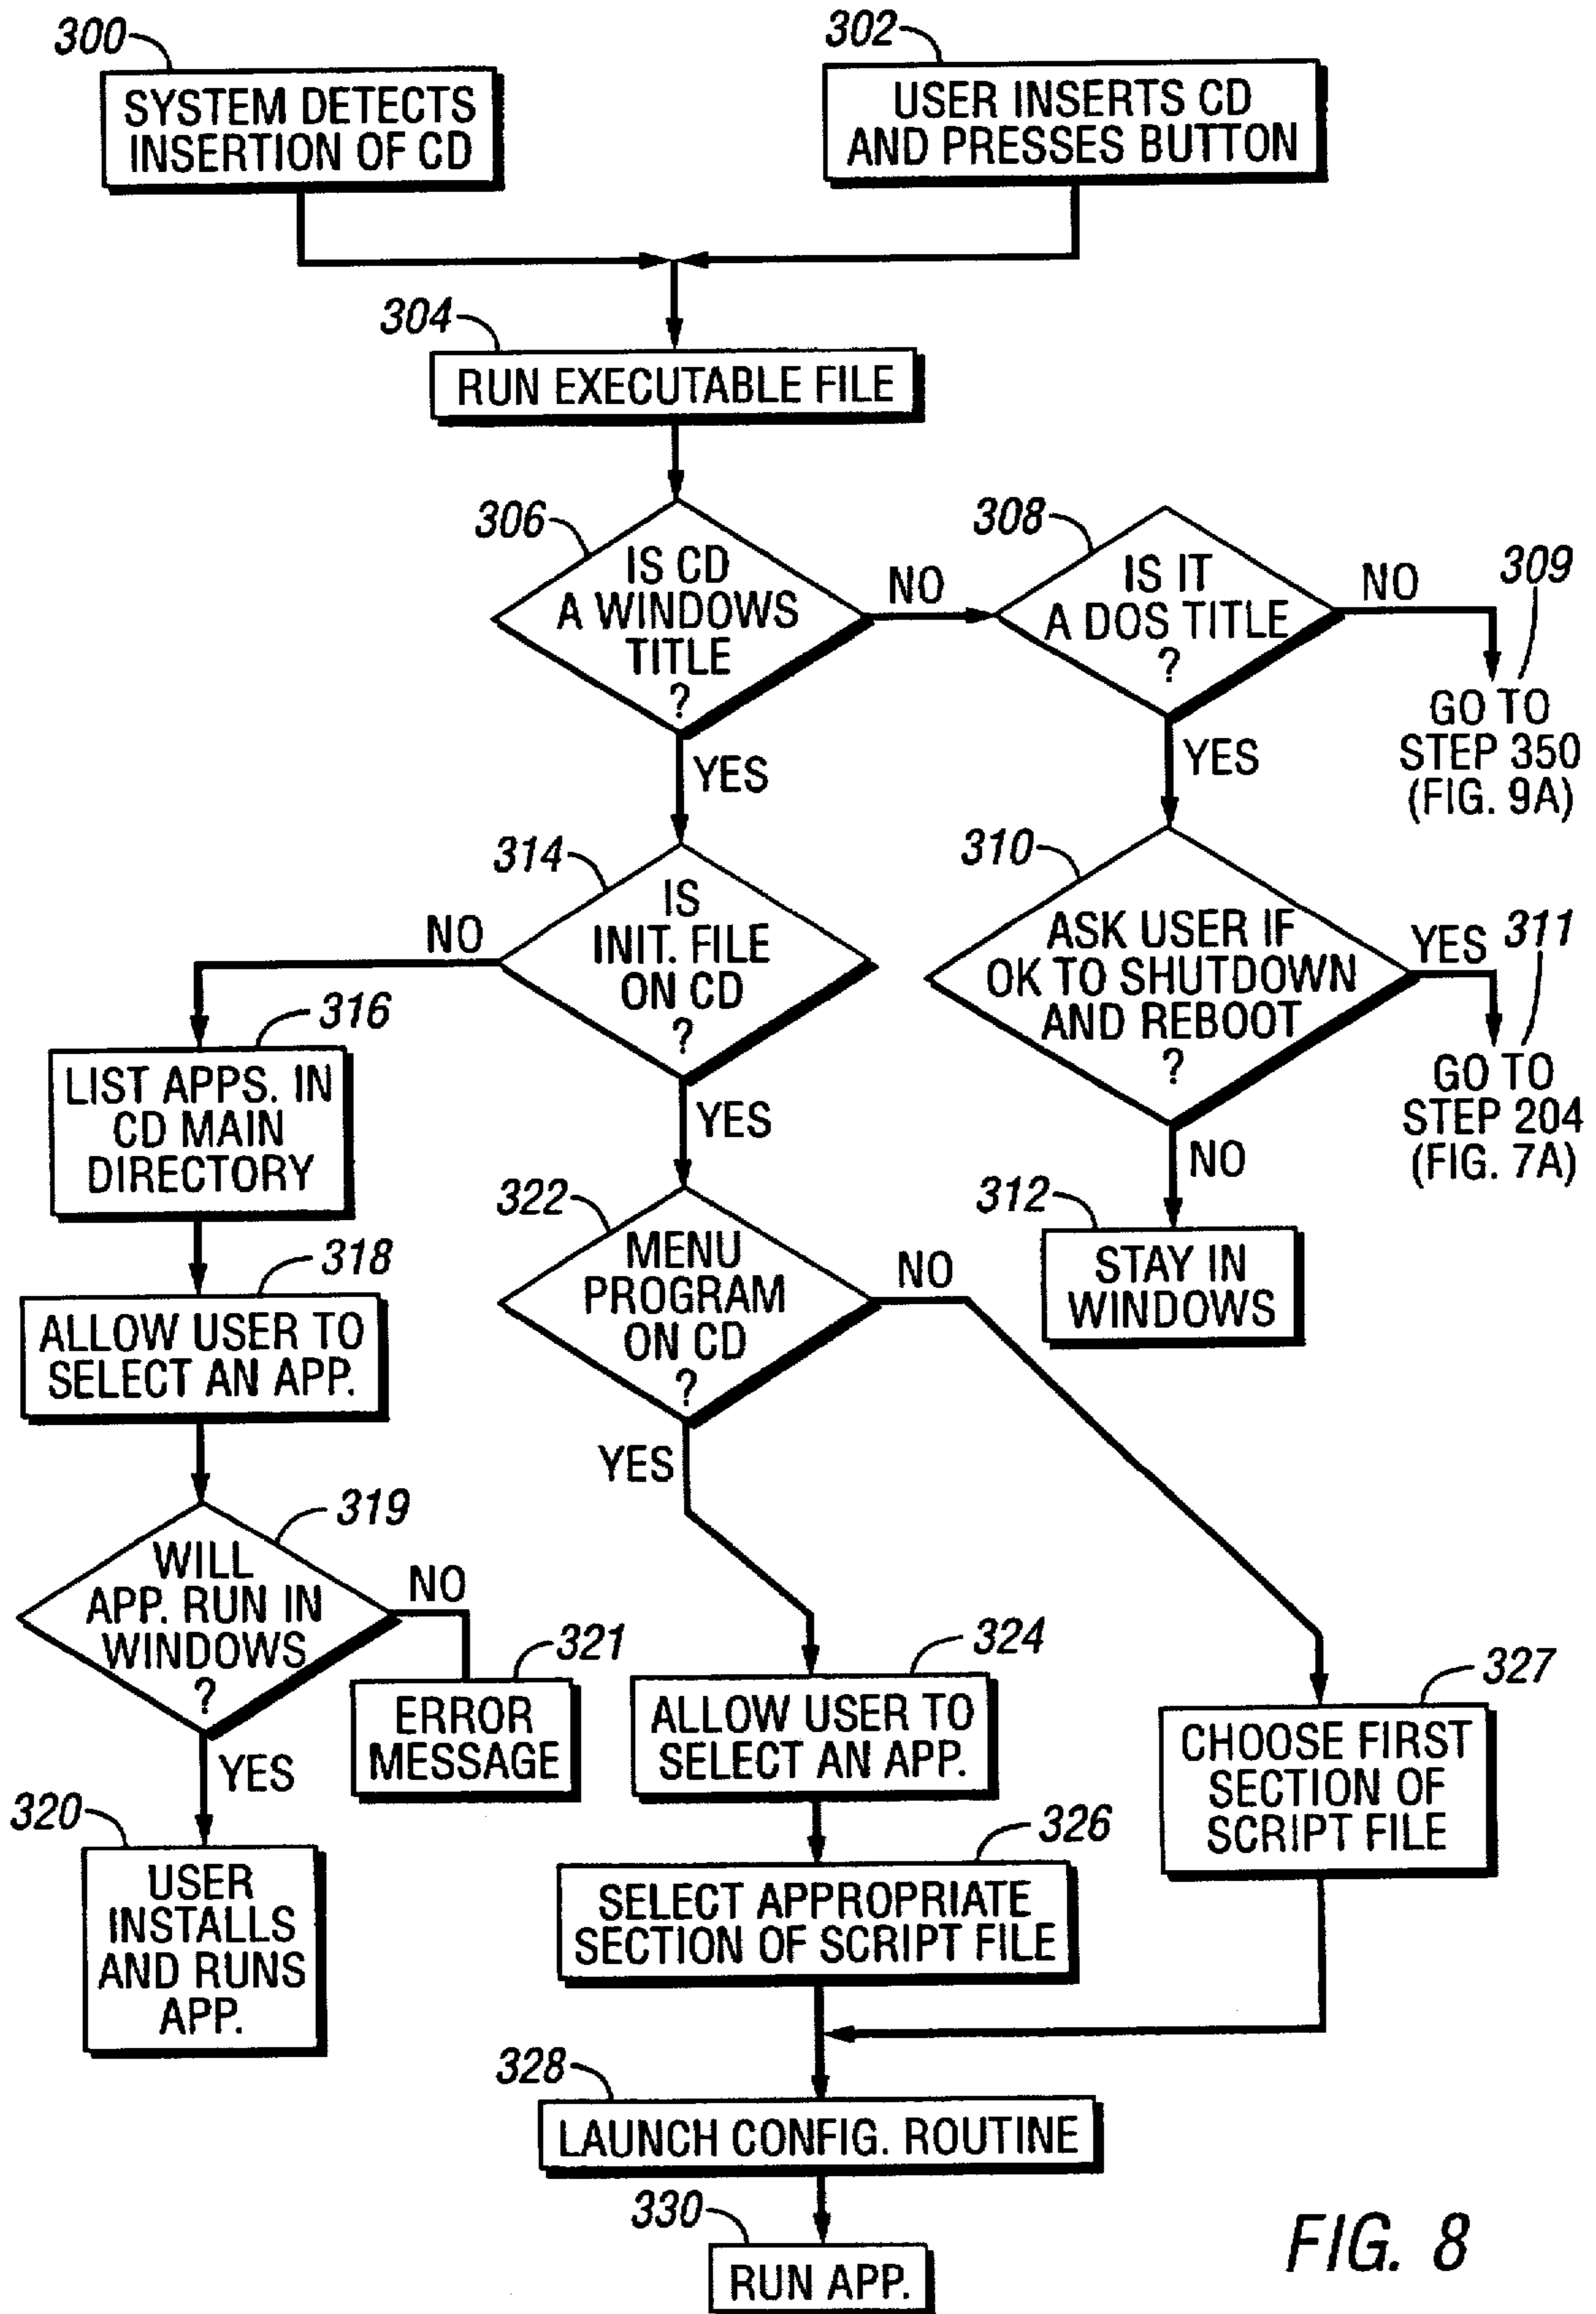 300
SYSTEM DETECTS
INSERTION OF CD
302
USER INSERTS CD
AND PRESSES BUTTON
304
RUN EXECUTABLE FILE
306
IS CD
A WINDOWS
TITLE
?
NO
YES
308
IS IT
A DOS TITLE
?
NO
YES
309
GO TO
STEP 350
(FIG. 9A)
310
ASK USER IF
OK TO SHUTDOWN
AND REBOOT
?
YES
NO
311
GO TO
STEP 204
(FIG. 7A)
312
STAY IN
WINDOWS
314
IS
INIT. FILE
ON CD
?
NO
YES
316
LIST APPS. IN
CD MAIN
DIRECTORY
318
ALLOW USER TO
SELECT AN APP.
319
WILL
APP. RUN IN
WINDOWS
?
NO
YES
321
ERROR
MESSAGE
320
USER
INSTALLS
AND RUNS
APP.
322
MENU
PROGRAM
ON CD
?
NO
YES
324
ALLOW USER TO
SELECT AN APP.
326
SELECT APPROPRIATE
SECTION OF SCRIPT FILE
327
CHOOSE FIRST
SECTION OF
SCRIPT FILE
328
LAUNCH CONFIG. ROUTINE
330
RUN APP.
FIG. 8